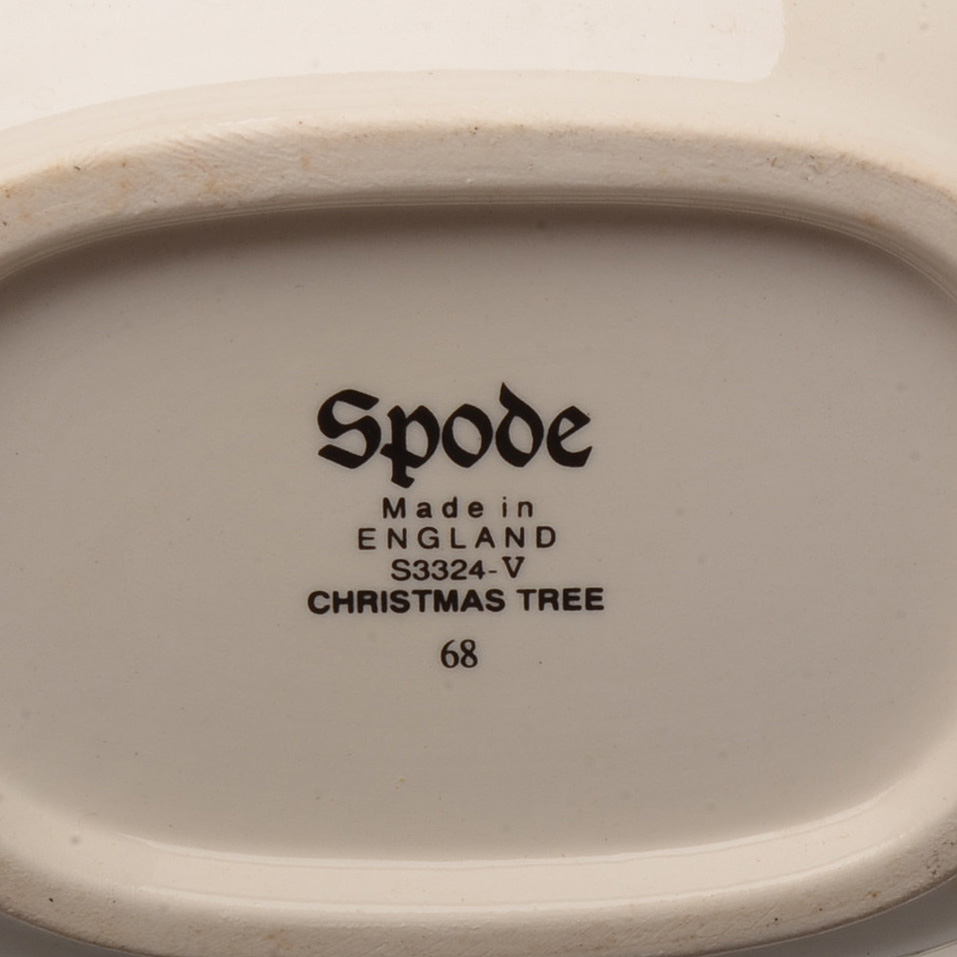 Spode
Made in
ENGLAND
S3324-V
CHRISTMAS TREE
68